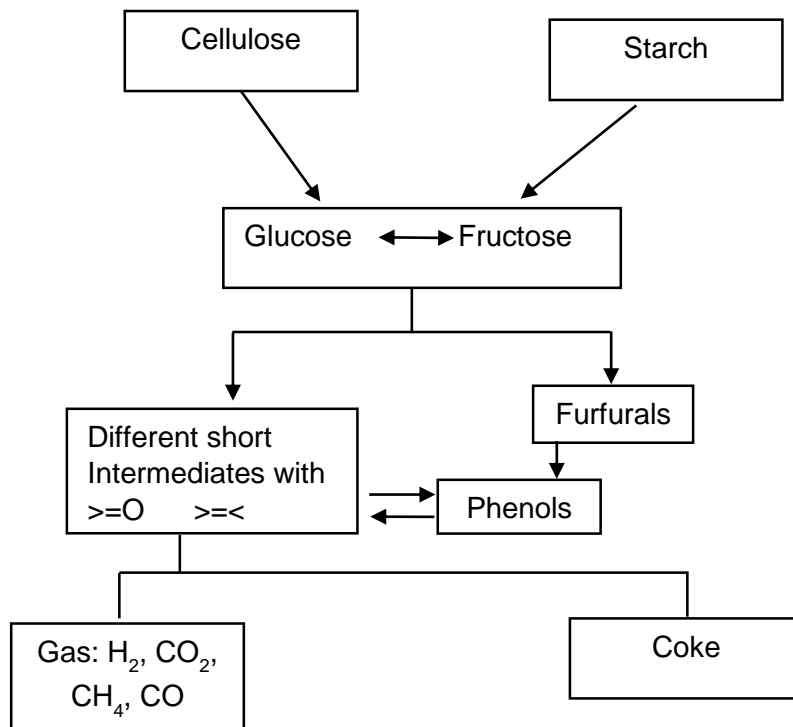 Cellulose
Starch
Glucose
Fructose
Different short
Intermediates with
>=O >=<
Furfurals
Phenols
Gas: H₂, CO₂,
CH₄, CO
Coke